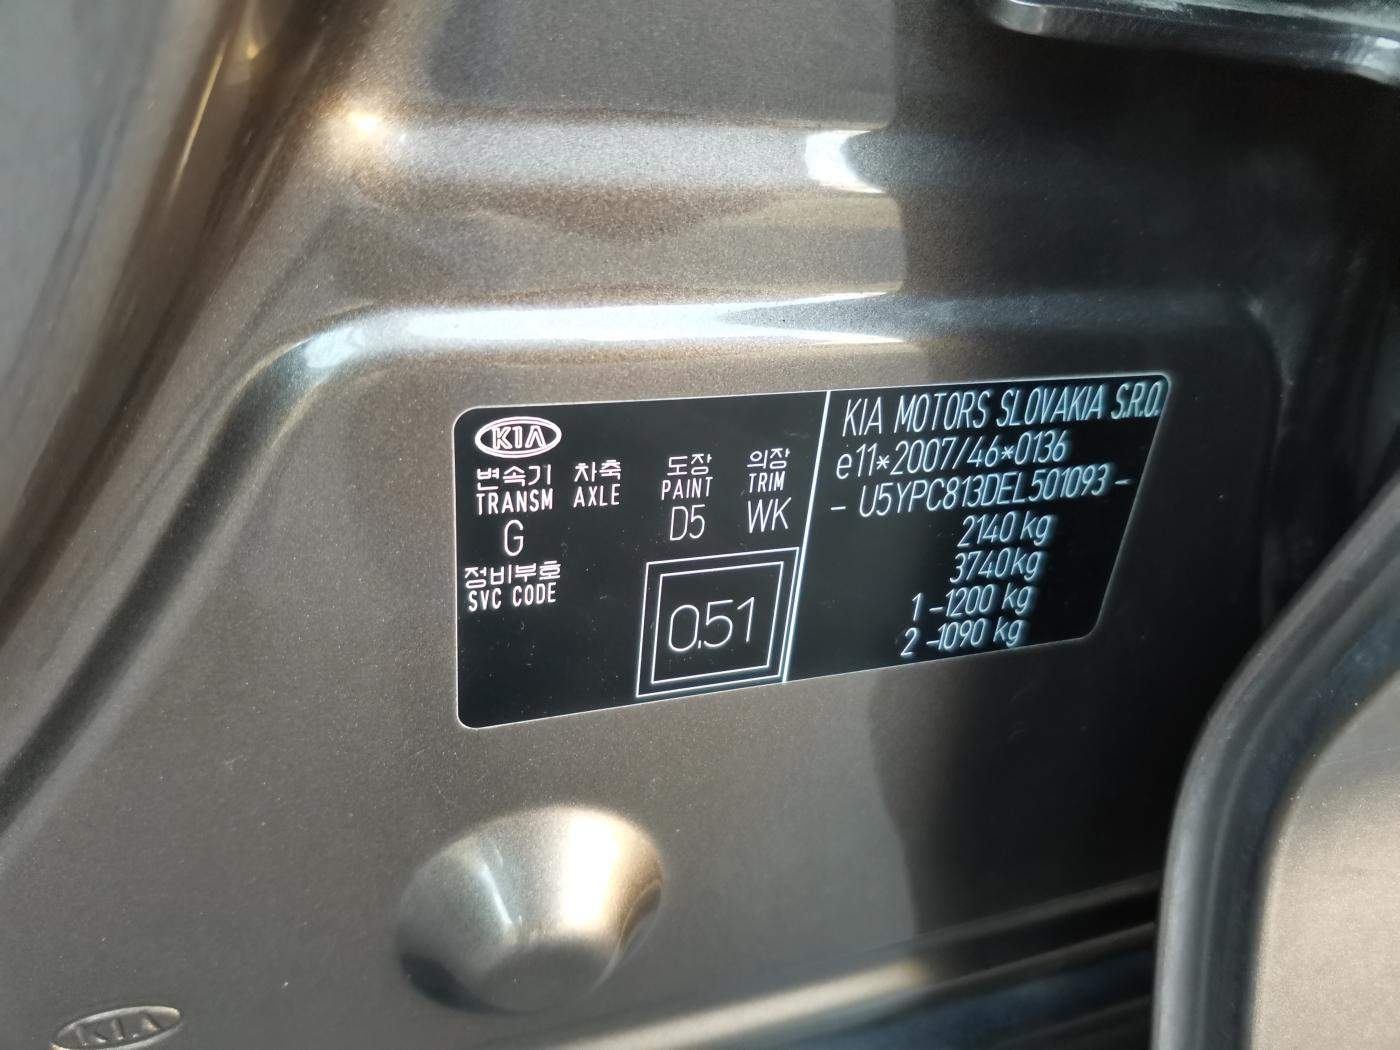 KIA
변속기 차축 도장 의장
TRANSM AXLE PAINT TRIM
G D5 WK
정비부호
SVC CODE
0,51
KIA MOTORS SLOVAKIA S.R.O.
e11*2007/46*0136
- U5YPC813DEL501093 -
2140 kg
3740kg
1 -1200 kg
2 -1090 kg
KIA